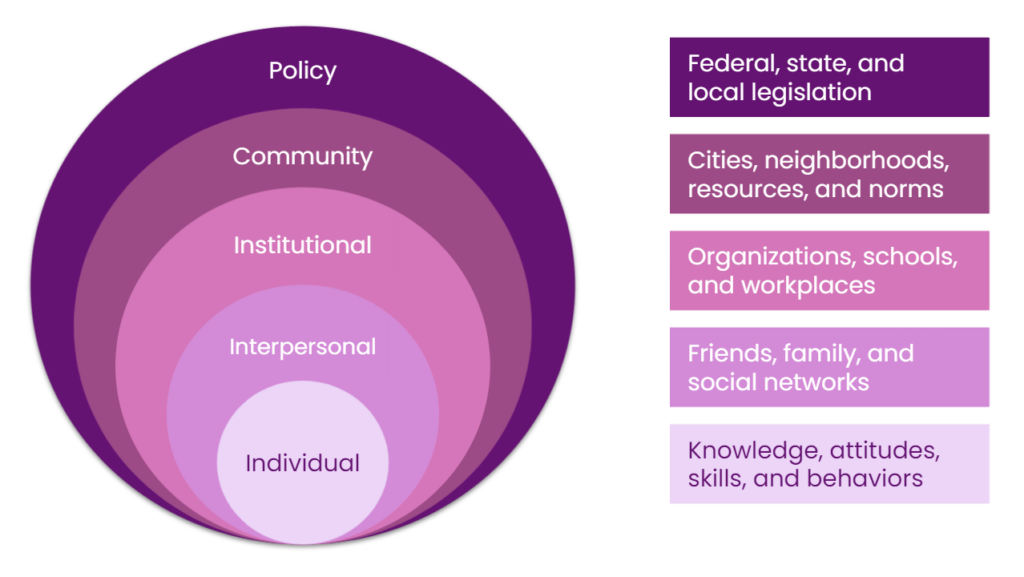 Policy
Community
Institutional
Interpersonal
Individual
Federal, state, and
local legislation
Cities, neighborhoods,
resources, and norms
Organizations, schools,
and workplaces
Friends, family, and
social networks
Knowledge, attitudes,
skills, and behaviors